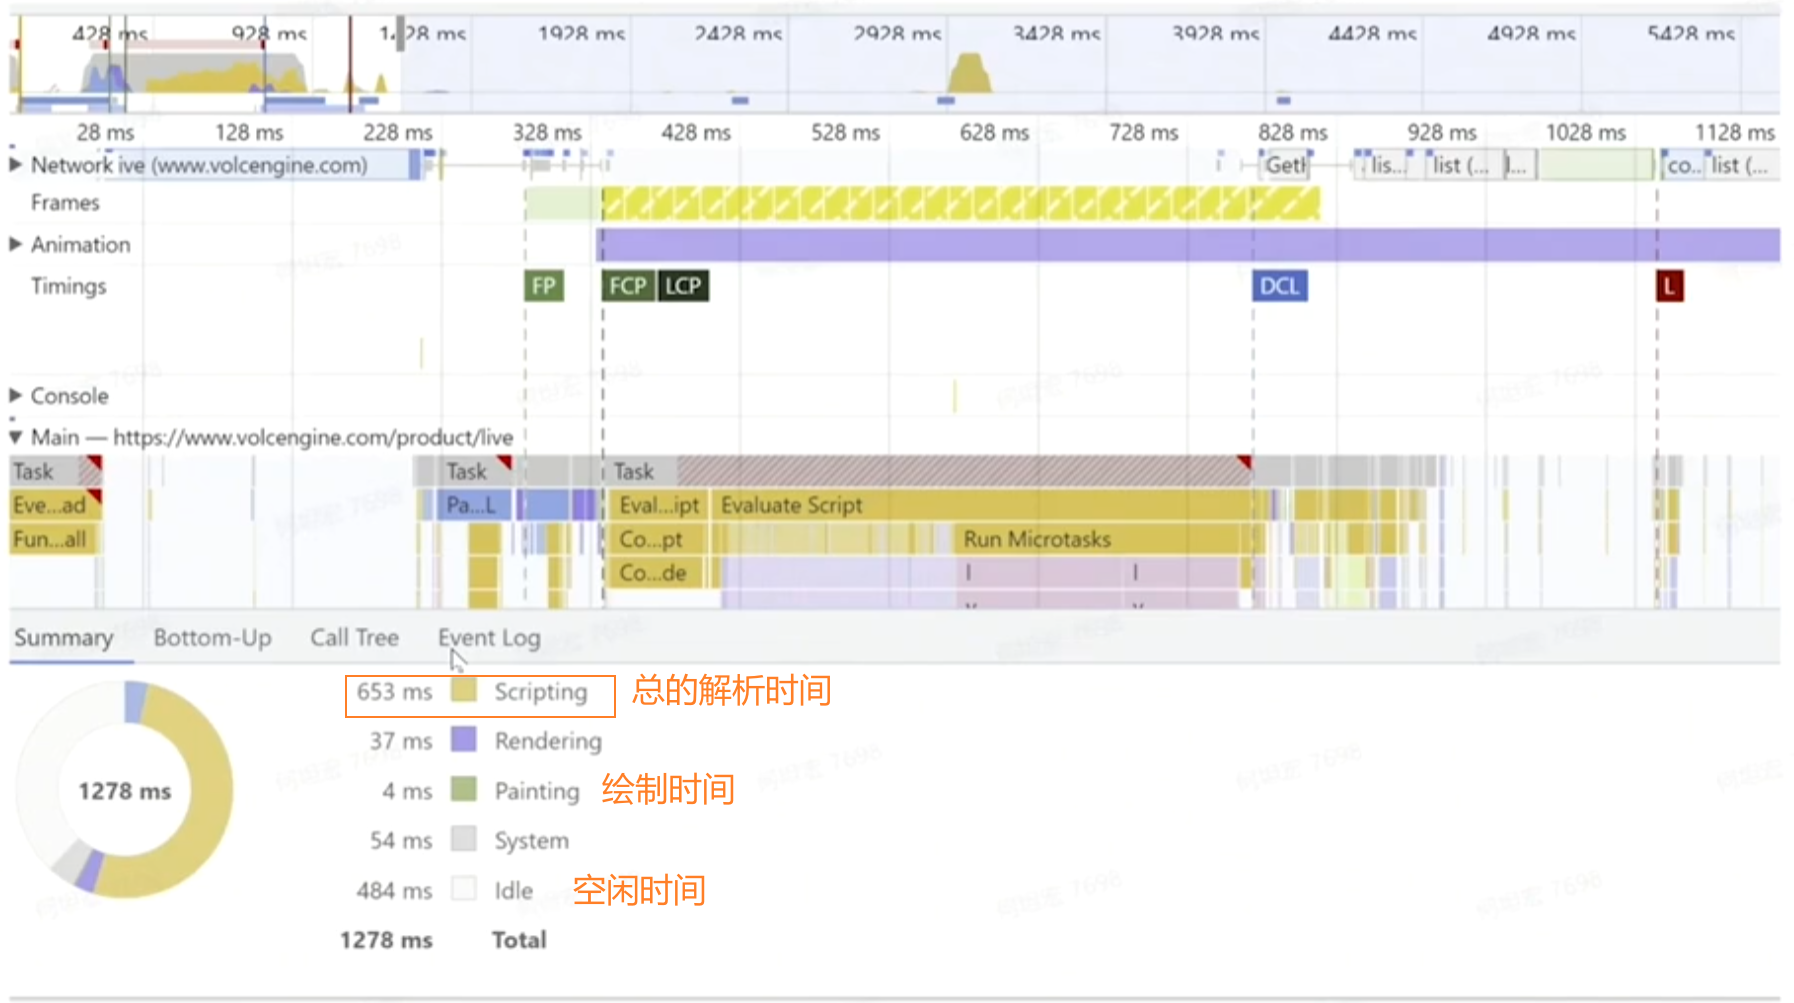 428 ms 928 ms 1428 ms 1928 ms 2428 ms 2928 ms 3428 ms 3928 ms 4428 ms 4928 ms 5428 ms
28 ms 128 ms 228 ms 328 ms 428 ms 528 ms 628 ms 728 ms 828 ms 928 ms 1028 ms 1128 ms
Network ive (www.volcengine.com) Get lis... list (... l... co... list (...
Frames
Animation
Timings FP FCP LCP DCL L
Console
Main — https://www.volcengine.com/product/live
Task Task Task
Eve...ad Pa...L Eval...ipt Evaluate Script
Fun...all Co...pt Run Microtasks
Co...de
Summary Bottom-Up Call Tree Event Log
653 ms Scripting 总的解析时间
37 ms Rendering
1278 ms
4 ms Painting 绘制时间
54 ms System
484 ms Idle 空闲时间
1278 ms Total